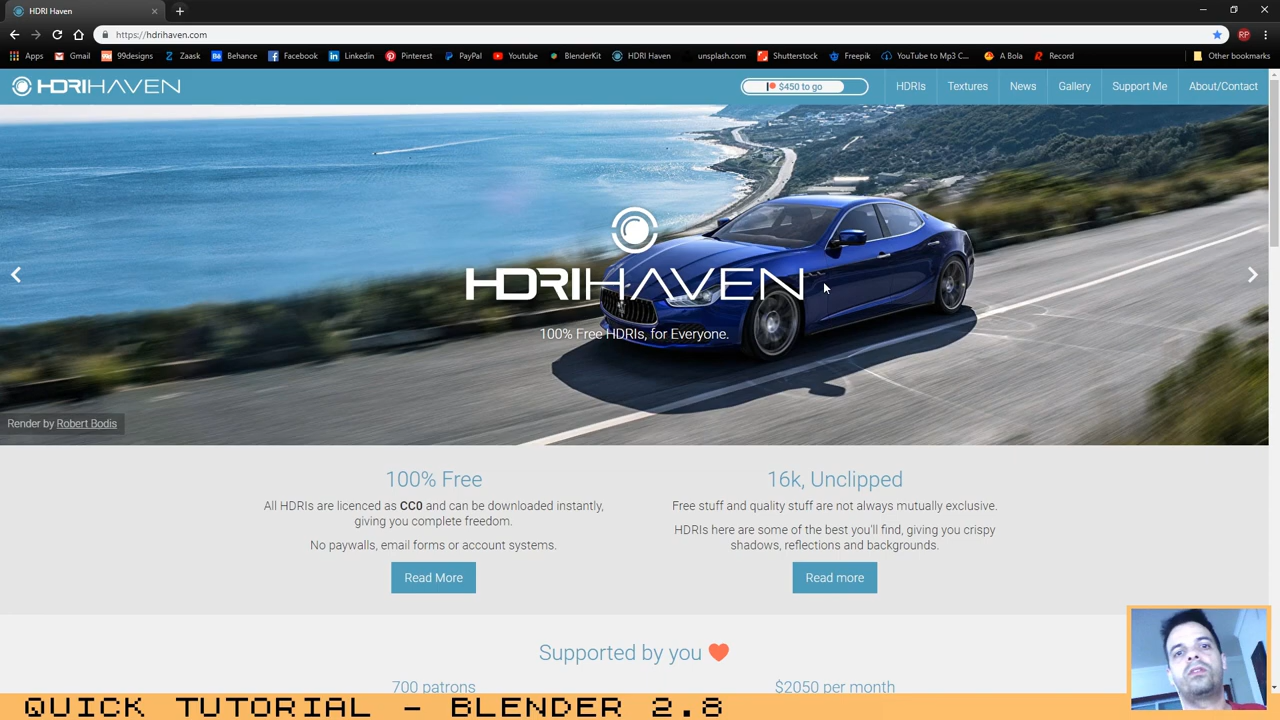 HDRI Haven
https://hdrihaven.com
RP
Apps
Gmail
99designs
Zaask
Behance
Facebook
Linkedin
Pinterest
PayPal
Youtube
BlenderKit
HDRI Haven
unsplash.com
Shutterstock
Freepik
YouTube to Mp3 C...
A Bola
Record
Other bookmarks
HDRIHAVEN
$450 to go
HDRIs
Textures
News
Gallery
Support Me
About/Contact
HDRIHAVEN
100% Free HDRIs, for Everyone.
Render by Robert Bodis
100% Free
All HDRIs are licenced as CC0 and can be downloaded instantly,
giving you complete freedom.
No paywalls, email forms or account systems.
Read More
16k, Unclipped
Free stuff and quality stuff are not always mutually exclusive.
HDRIs here are some of the best you'll find, giving you crispy
shadows, reflections and backgrounds.
Read more
Supported by you
700 patrons
$2050 per month
QUICK TUTORIAL - BLENDER 2.8